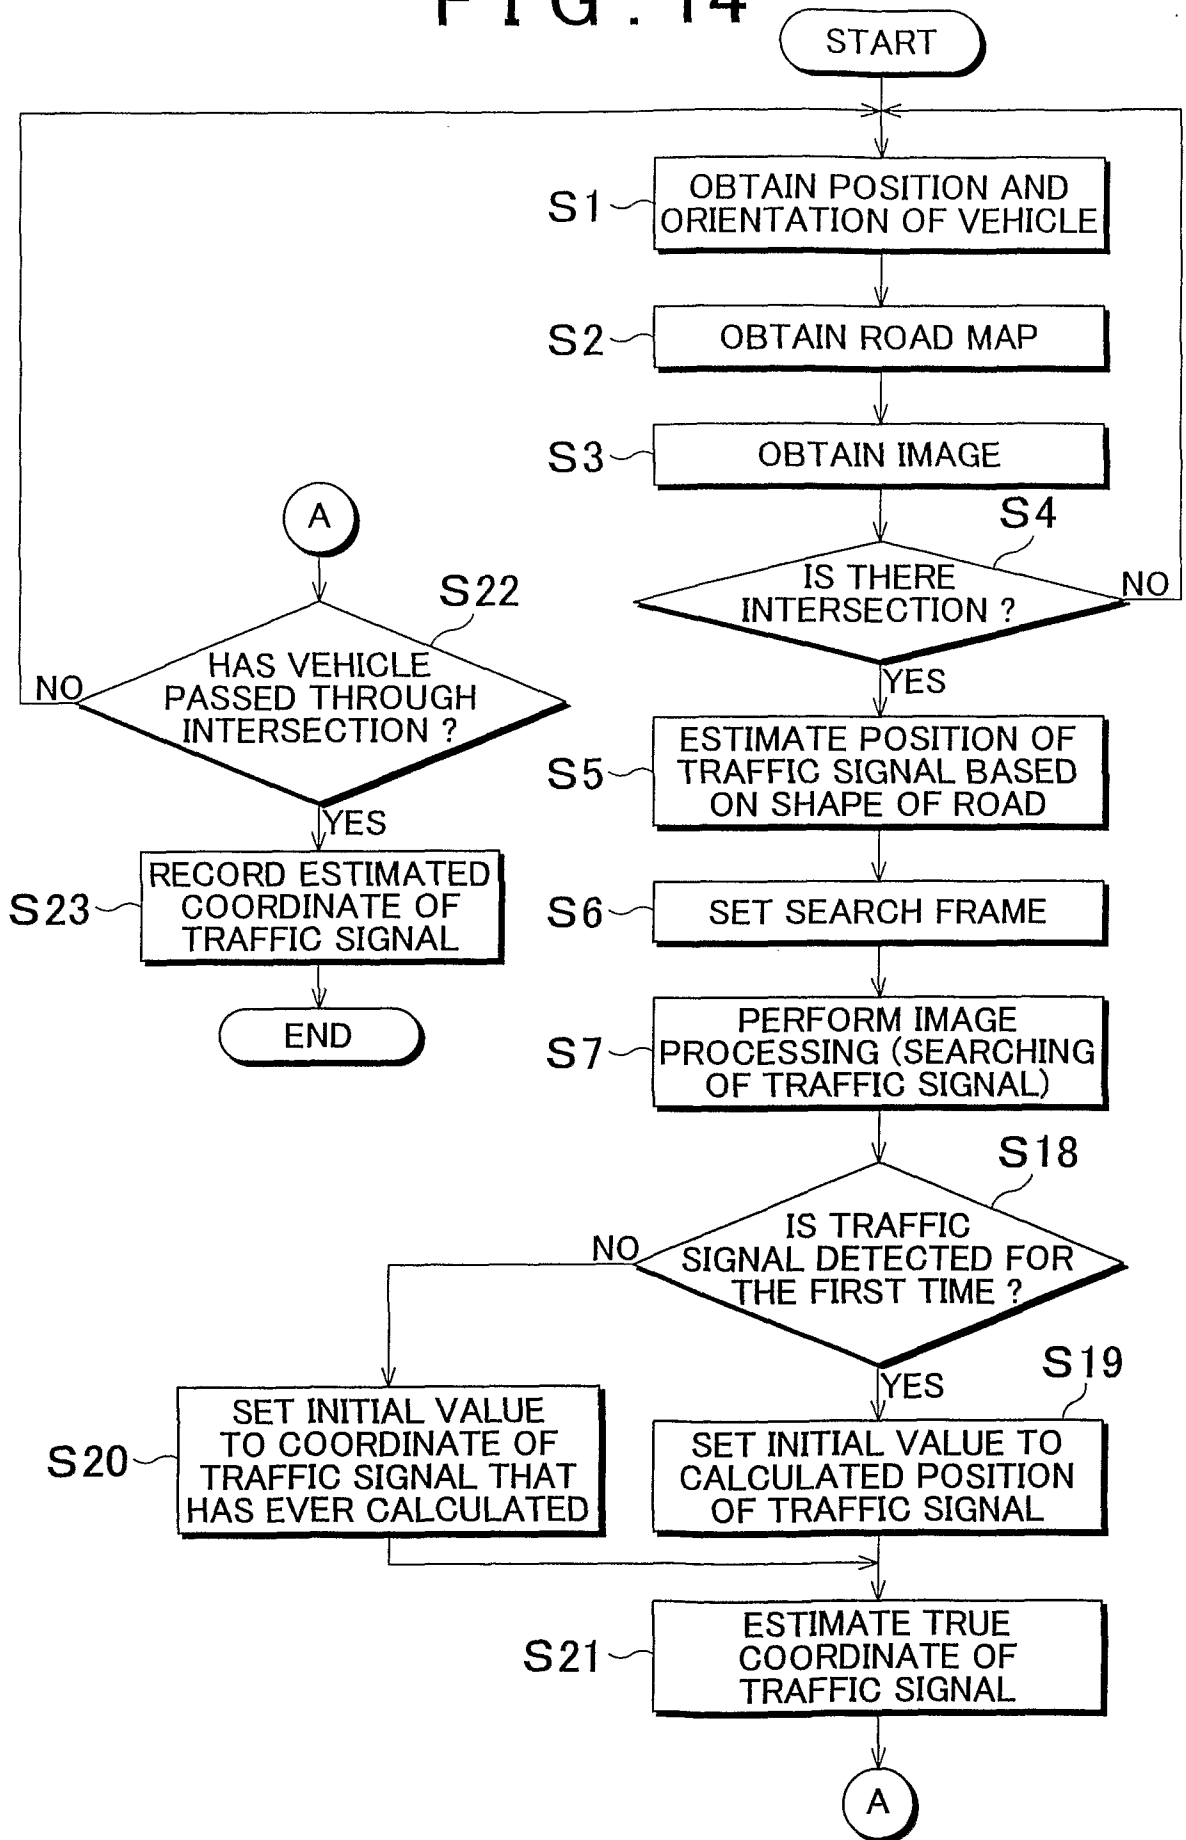 FIG. 14
START
S1
OBTAIN POSITION AND
ORIENTATION OF VEHICLE
S2
OBTAIN ROAD MAP
S3
OBTAIN IMAGE
S4
IS THERE
INTERSECTION ?
NO
YES
S5
ESTIMATE POSITION OF
TRAFFIC SIGNAL BASED
ON SHAPE OF ROAD
S6
SET SEARCH FRAME
S7
PERFORM IMAGE
PROCESSING (SEARCHING
OF TRAFFIC SIGNAL)
S18
IS TRAFFIC
SIGNAL DETECTED FOR
THE FIRST TIME ?
NO
YES
S19
SET INITIAL VALUE TO
CALCULATED POSITION
OF TRAFFIC SIGNAL
S20
SET INITIAL VALUE
TO COORDINATE OF
TRAFFIC SIGNAL THAT
HAS EVER CALCULATED
S21
ESTIMATE TRUE
COORDINATE OF
TRAFFIC SIGNAL
A
A
S22
HAS VEHICLE
PASSED THROUGH
INTERSECTION ?
NO
YES
S23
RECORD ESTIMATED
COORDINATE OF
TRAFFIC SIGNAL
END